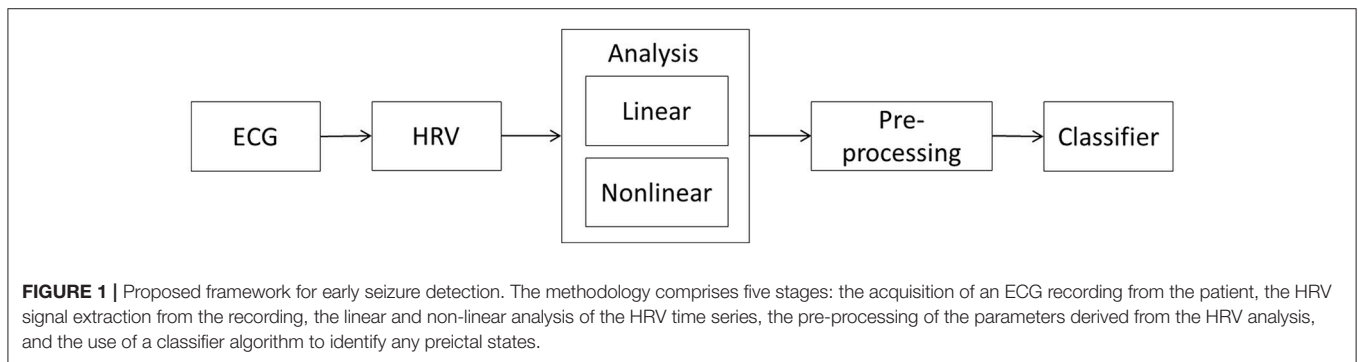 Analysis
Linear
ECG
HRV
Pre-
processing
Classifier
Nonlinear
FIGURE 1 | Proposed framework for early seizure detection. The methodology comprises five stages: the acquisition of an ECG recording from the patient, the HRV
signal extraction from the recording, the linear and non-linear analysis of the HRV time series, the pre-processing of the parameters derived from the HRV analysis,
and the use of a classifier algorithm to identify any preictal states.